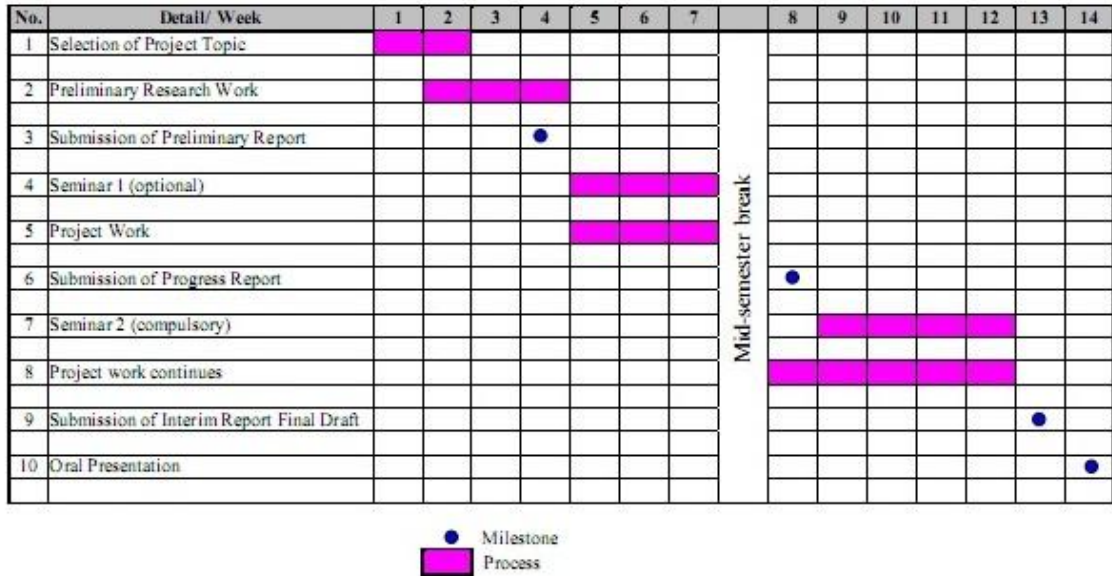 No. Detail/ Week 1 2 3 4 5 6 7 8 9 10 11 12 13 14
1 Selection of Project Topic
2 Preliminary Research Work
3 Submission of Preliminary Report
4 Seminar 1 (optional)
5 Project Work
Mid-semester break
6 Submission of Progress Report
7 Seminar 2 (compulsory)
8 Project work continues
9 Submission of Interim Report Final Draft
10 Oral Presentation
Milestone
Process